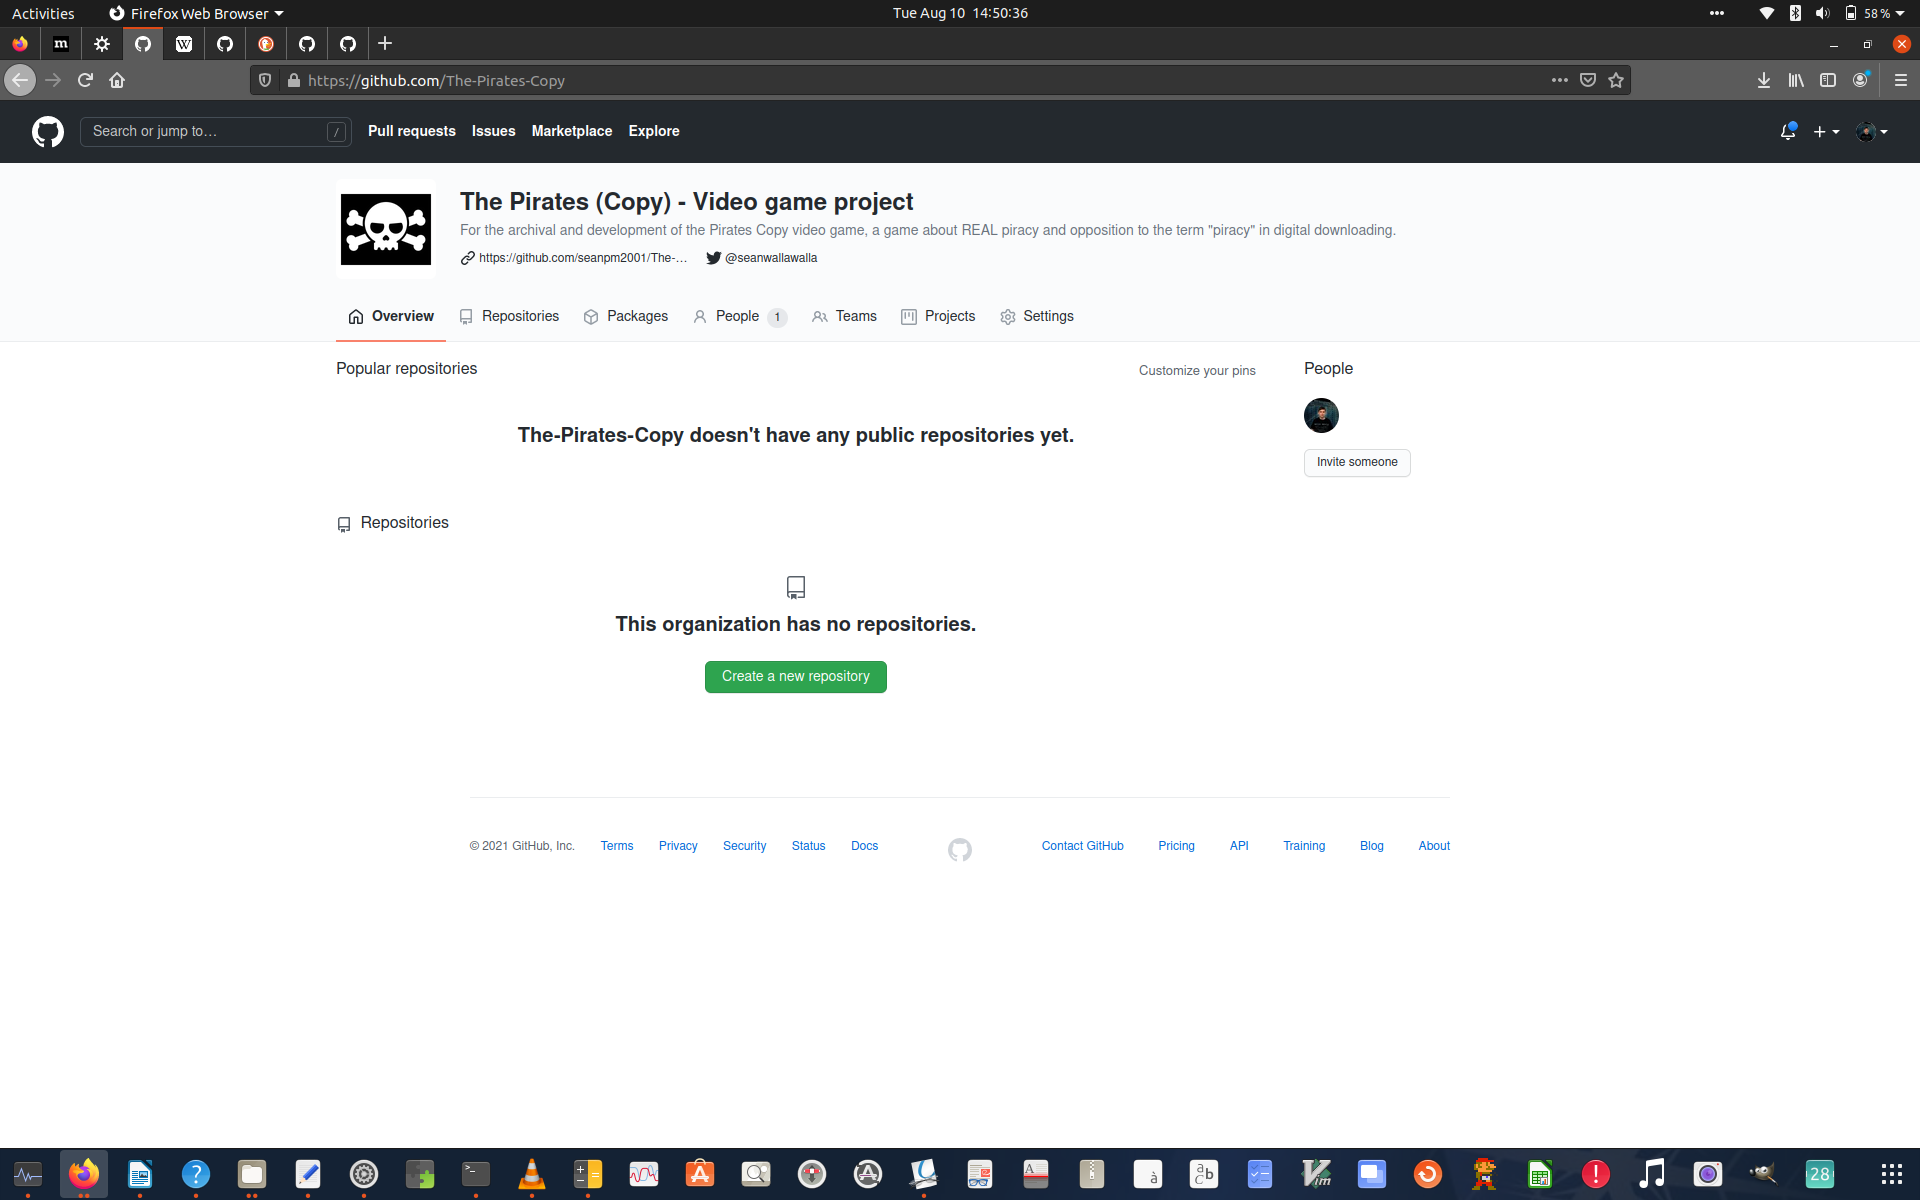 Activities
Firefox Web Browser
Tue Aug 10 14:50:36
58 %
m
W
https://github.com/The-Pirates-Copy
Search or jump to…
/
Pull requests
Issues
Marketplace
Explore
The Pirates (Copy) - Video game project
For the archival and development of the Pirates Copy video game, a game about REAL piracy and opposition to the term "piracy" in digital downloading.
https://github.com/seanpm2001/The-…
@seanwallawalla
Overview
Repositories
Packages
People 1
Teams
Projects
Settings
Popular repositories
Customize your pins
People
The-Pirates-Copy doesn't have any public repositories yet.
Invite someone
Repositories
This organization has no repositories.
Create a new repository
© 2021 GitHub, Inc.
Terms
Privacy
Security
Status
Docs
Contact GitHub
Pricing
API
Training
Blog
About
28